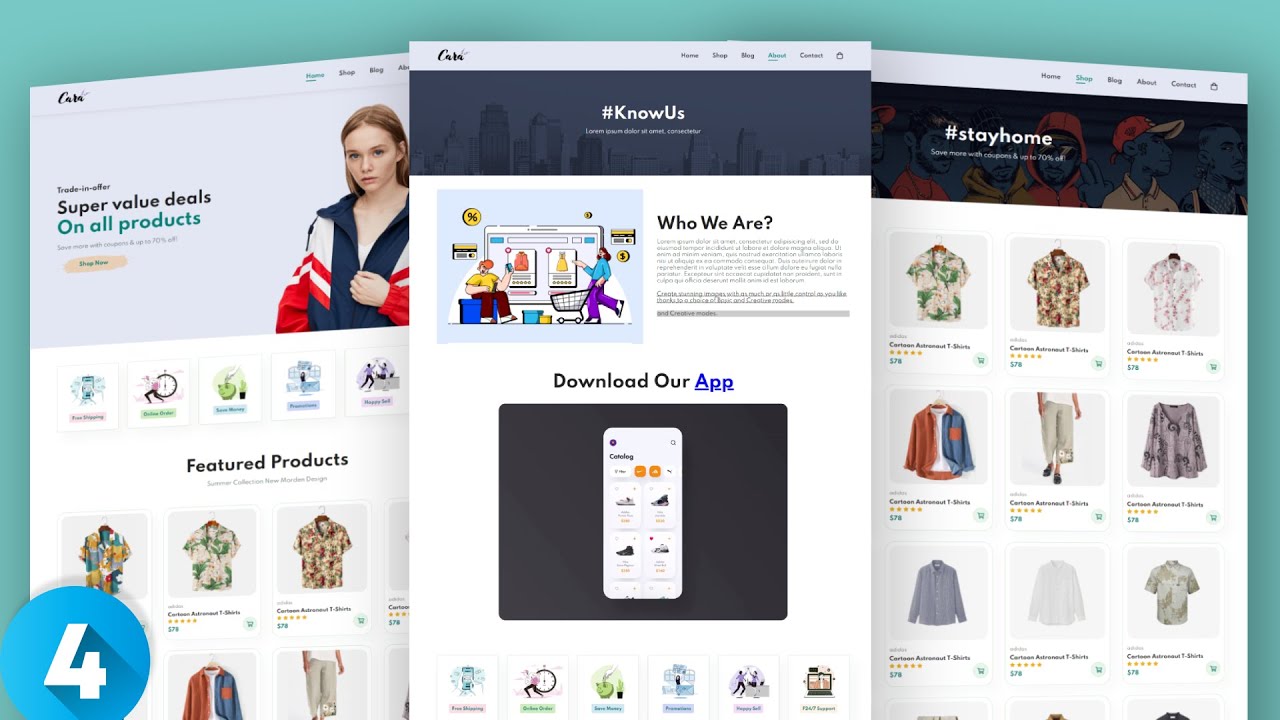 Cara
Home
Shop
Blog
Trade-in-offer
Super value deals
On all products
Save more with coupons & up to 70% off!
Shop Now
Free Shipping
Online Order
Save Money
Promotions
Happy Sell
Featured Products
Summer Collection New Morden Design
adidas
Cartoon Astronaut T-Shirts
$78
adidas
Cartoon Astronaut T-Shirts
$78
adidas
Cartoon Astronaut T-Shirts
$78
4
Cara
Home
Shop
Blog
About
Contact
#KnowUs
Lorem ipsum dolor sit amet, consectetur
%
$
Who We Are?
Lorem ipsum dolor sit amet, consectetur adipisicing elit, sed do
eiusmod tempor incididunt ut labore et dolore magna aliqua. Ut
enim ad minim veniam, quis nostrud exercitation ullamco laboris
nisi ut aliquip ex ea commodo consequat. Duis aute irure dolor in
reprehenderit in voluptate velit esse cillum dolore eu fugiat nulla
pariatur. Excepteur sint occaecat cupidatat non proident, sunt in
culpa qui officia deserunt mollit anim id est laborum
Create stunning images with as much or as little control as you like
thanks to a choice of Basic and Creative modes.
and Creative modes.
Download Our App
Catalog
Free Shipping
Online Order
Save Money
Promotions
Happy Sell
F24/7 Support
Home
Shop
Blog
About
Contact
#stayhome
Save more with coupons & up to 70% off!
adidas
Cartoon Astronaut T-Shirts
$78
adidas
Cartoon Astronaut T-Shirts
$78
adidas
Cartoon Astronaut T-Shirts
$78
adidas
Cartoon Astronaut T-Shirts
$78
adidas
Cartoon Astronaut T-Shirts
$78
adidas
Cartoon Astronaut T-Shirts
$78
adidas
Cartoon Astronaut T-Shirts
$78
adidas
Cartoon Astronaut T-Shirts
$78
adidas
Cartoon Astronaut T-Shirts
$78